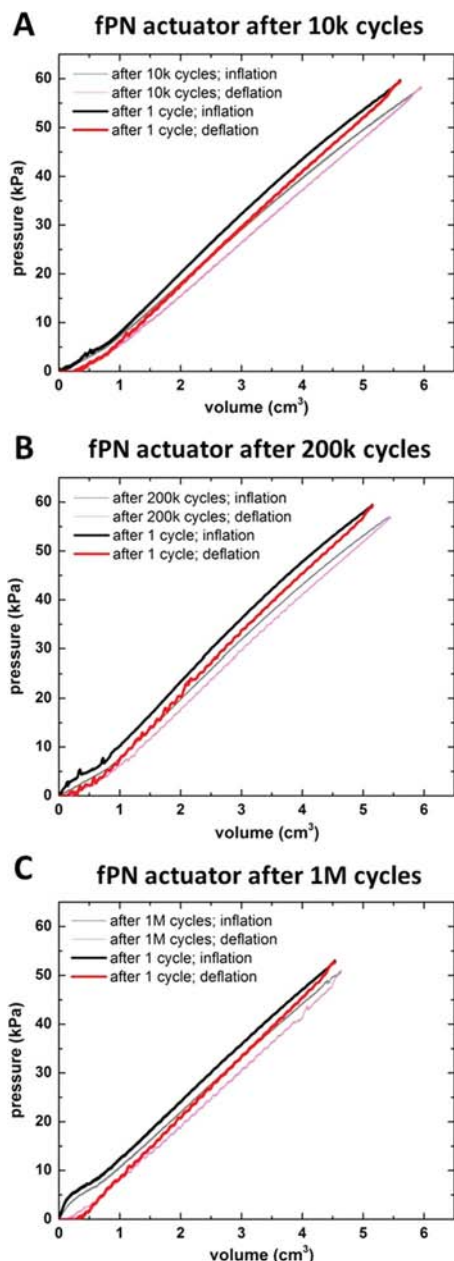 A
fPN actuator after 10k cycles
60
50
40
30
20
10
0
pressure (kPa)
after 10k cycles; inflation
after 10k cycles; deflation
after 1 cycle; inflation
after 1 cycle; deflation
0 1 2 3 4 5 6
volume (cm³)
B
fPN actuator after 200k cycles
60
50
40
30
20
10
0
pressure (kPa)
after 200k cycles; inflation
after 200k cycles; deflation
after 1 cycle; inflation
after 1 cycle; deflation
0 1 2 3 4 5 6
volume (cm³)
C
fPN actuator after 1M cycles
60
50
40
30
20
10
0
pressure (kPa)
after 1M cycles; inflation
after 1M cycles; deflation
after 1 cycle; inflation
after 1 cycle; deflation
0 1 2 3 4 5 6
volume (cm³)